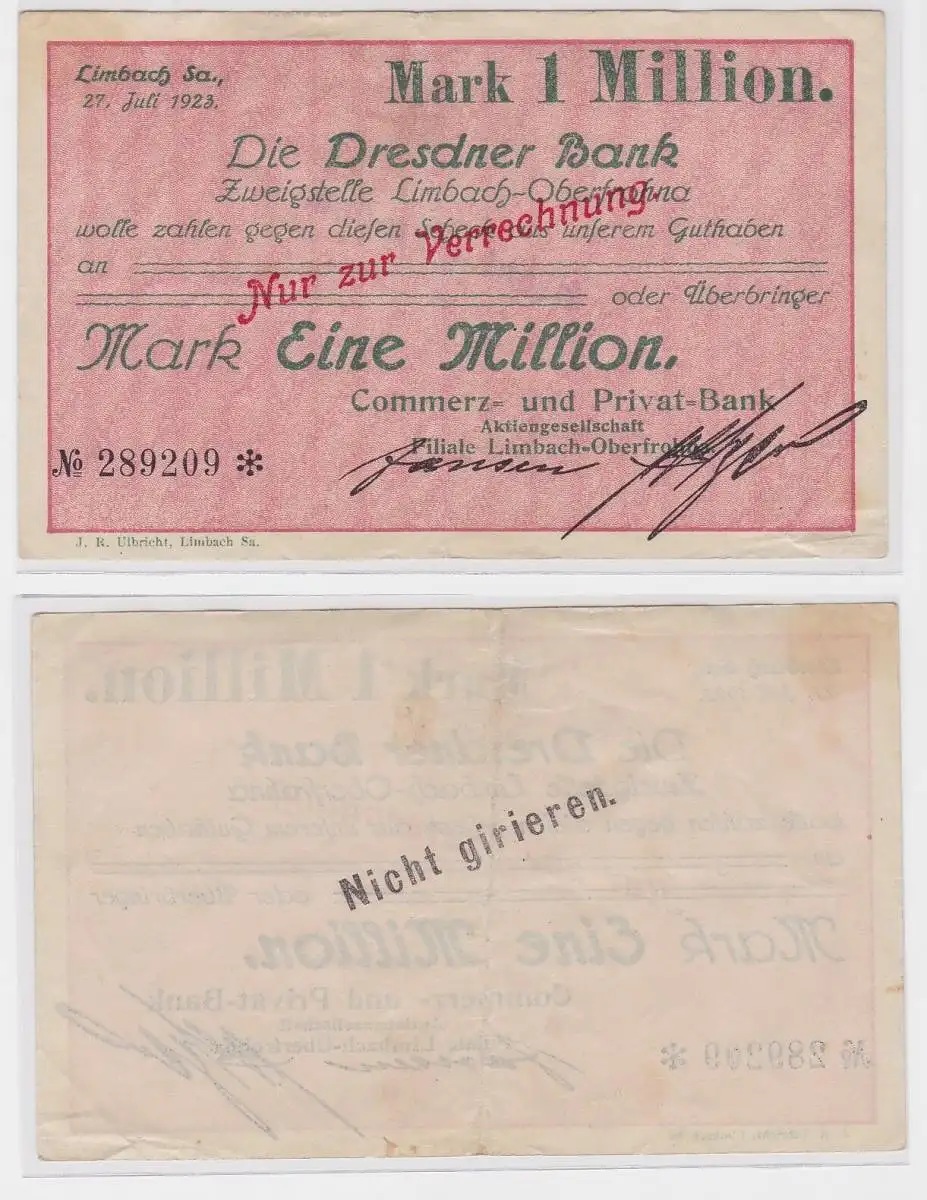 Limbach Sa.,
27. Juli 1923.
Mark 1 Million.
Die Dresdner Bank
Zweigstelle Limbach-Oberfrohna
wolle zahlen gegen diesen Scheck aus unserem Guthaben
an
oder Überbringer
Nur zur Verrechnung.
Mark Eine Million.
Commerz- und Privat-Bank
Aktiengesellschaft
Filiale Limbach-Oberfrohna
Jansen
№ 289209 *
J. R. Ulbricht, Limbach Sa.
Nicht girieren.